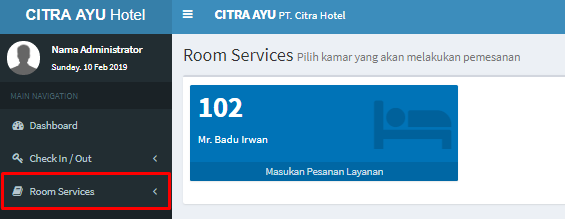 CITRA AYU Hotel
CITRA AYU PT. Citra Hotel
Nama Administrator
Sunday, 10 Feb 2019
MAIN NAVIGATION
Dashboard
Check In / Out
Room Services
Room Services Pilih kamar yang akan melakukan pemesanan
102
Mr. Badu Irwan
Masukan Pesanan Layanan